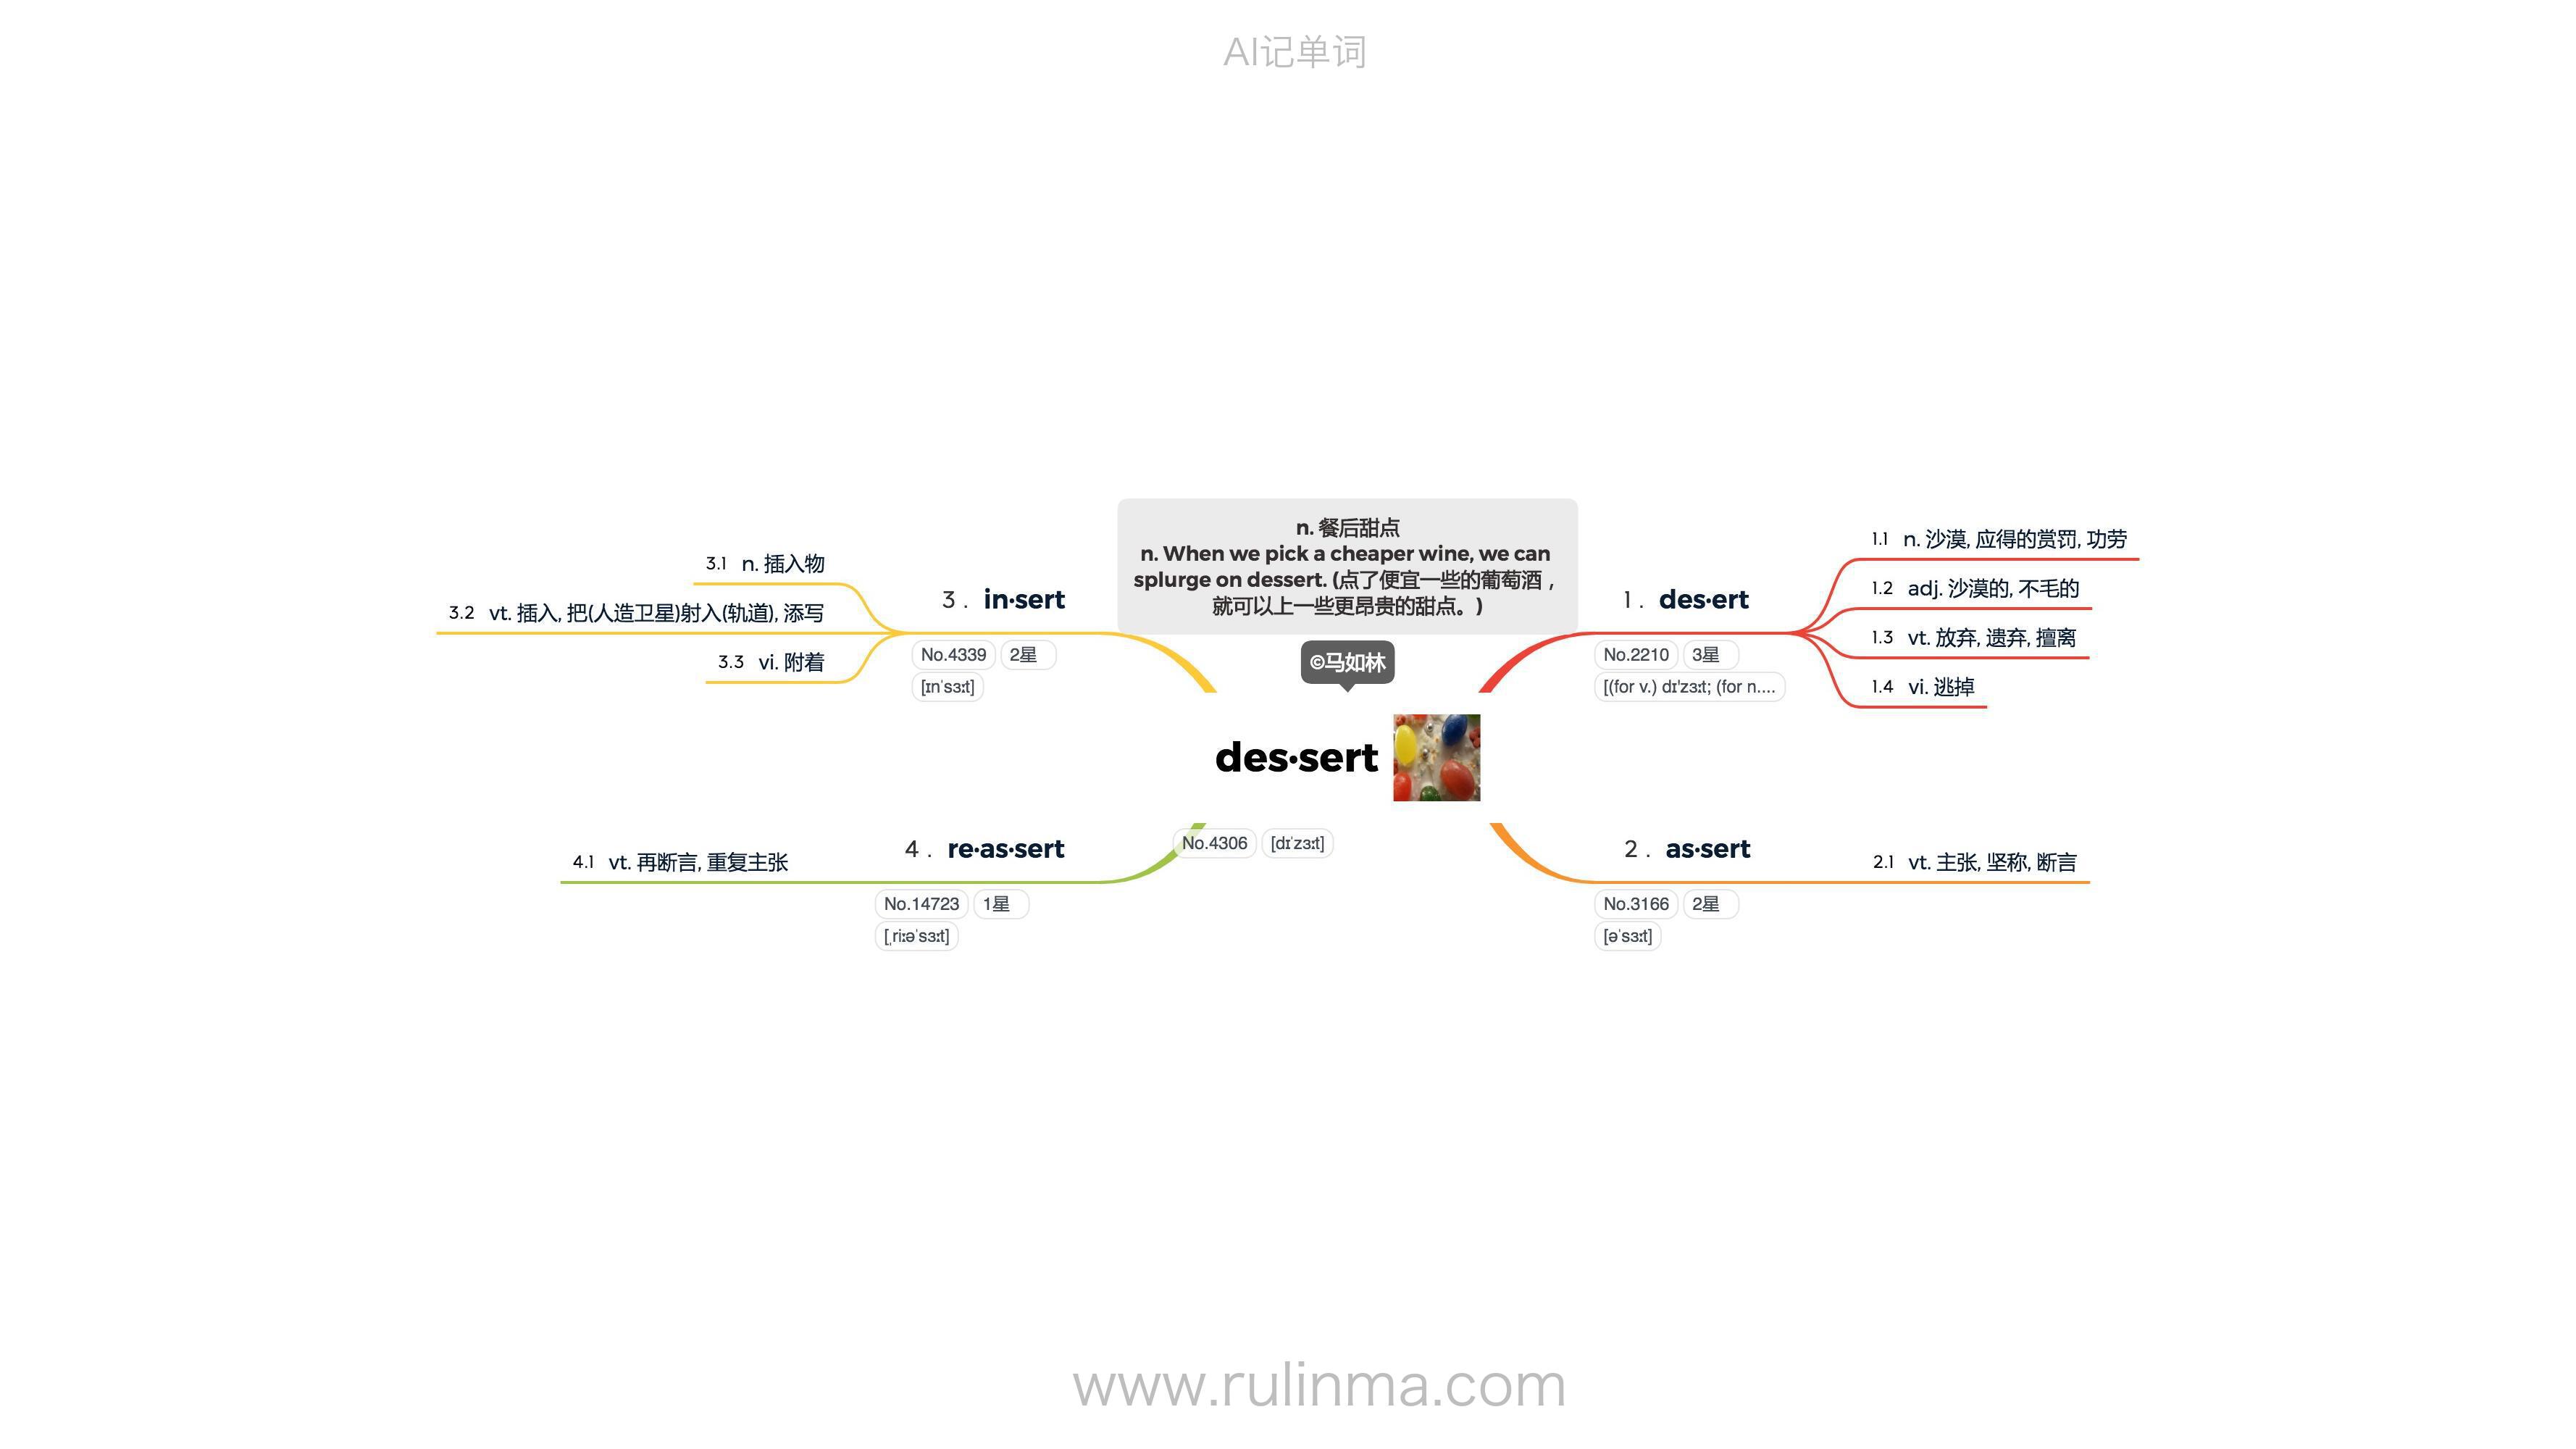 AI记单词
n. 餐后甜点
n. When we pick a cheaper wine, we can
splurge on dessert. (点了便宜一些的葡萄酒，
就可以上一些更昂贵的甜点。)
©马如林
des·sert
No.4306 [dɪˈzɜːt]
1. des·ert
No.2210 3星
[(for v.) dɪ'zɜːt; (for n....
1.1 n. 沙漠, 应得的赏罚, 功劳
1.2 adj. 沙漠的, 不毛的
1.3 vt. 放弃, 遗弃, 擅离
1.4 vi. 逃掉
2. as·sert
No.3166 2星
[əˈsɜːt]
2.1 vt. 主张, 坚称, 断言
3. in·sert
No.4339 2星
[ɪnˈsɜːt]
3.1 n. 插入物
3.2 vt. 插入, 把(人造卫星)射入(轨道), 添写
3.3 vi. 附着
4. re·as·sert
No.14723 1星
[ˌriːəˈsɜːt]
4.1 vt. 再断言, 重复主张
www.rulinma.com